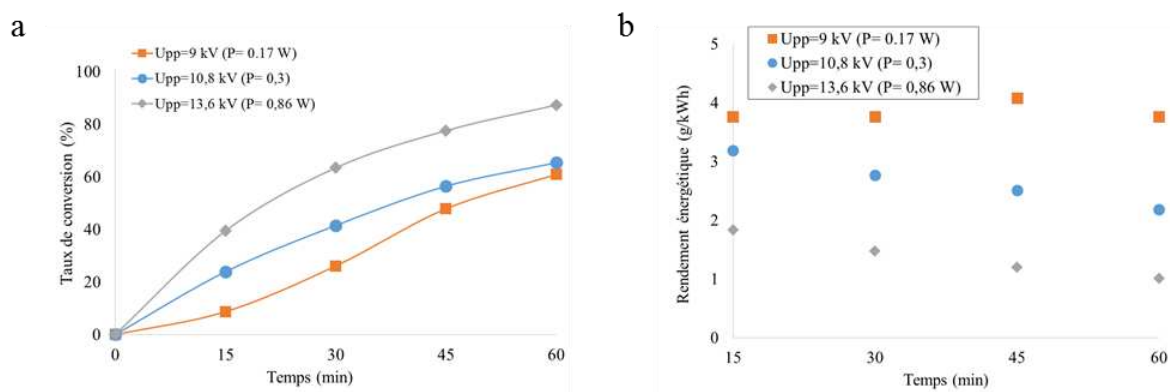 a
Upp=9 kV (P= 0.17 W)
Upp=10,8 kV (P= 0,3)
Upp=13,6 kV (P= 0,86 W)
Taux de conversion (%)
100
80
60
40
20
0
0 15 30 45 60
Temps (min)
b
Upp=9 kV (P= 0.17 W)
Upp=10,8 kV (P= 0,3)
Upp=13,6 kV (P= 0,86 W)
Rendement énergétique (g/kWh)
5
4
3
2
1
0
15 30 45 60
Temps (min)